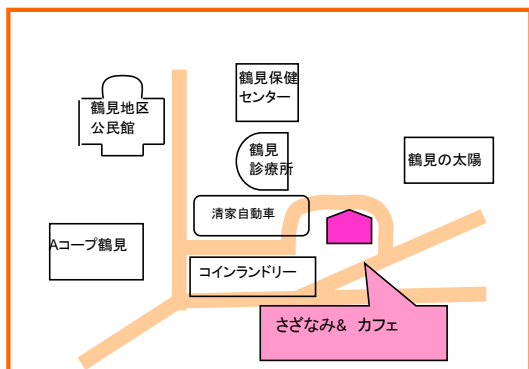 鶴見保健
センター
鶴見地区
公民館
鶴見
診療所
鶴見の太陽
清家自動車
Aコープ鶴見
コインランドリー
さざなみ& カフェ